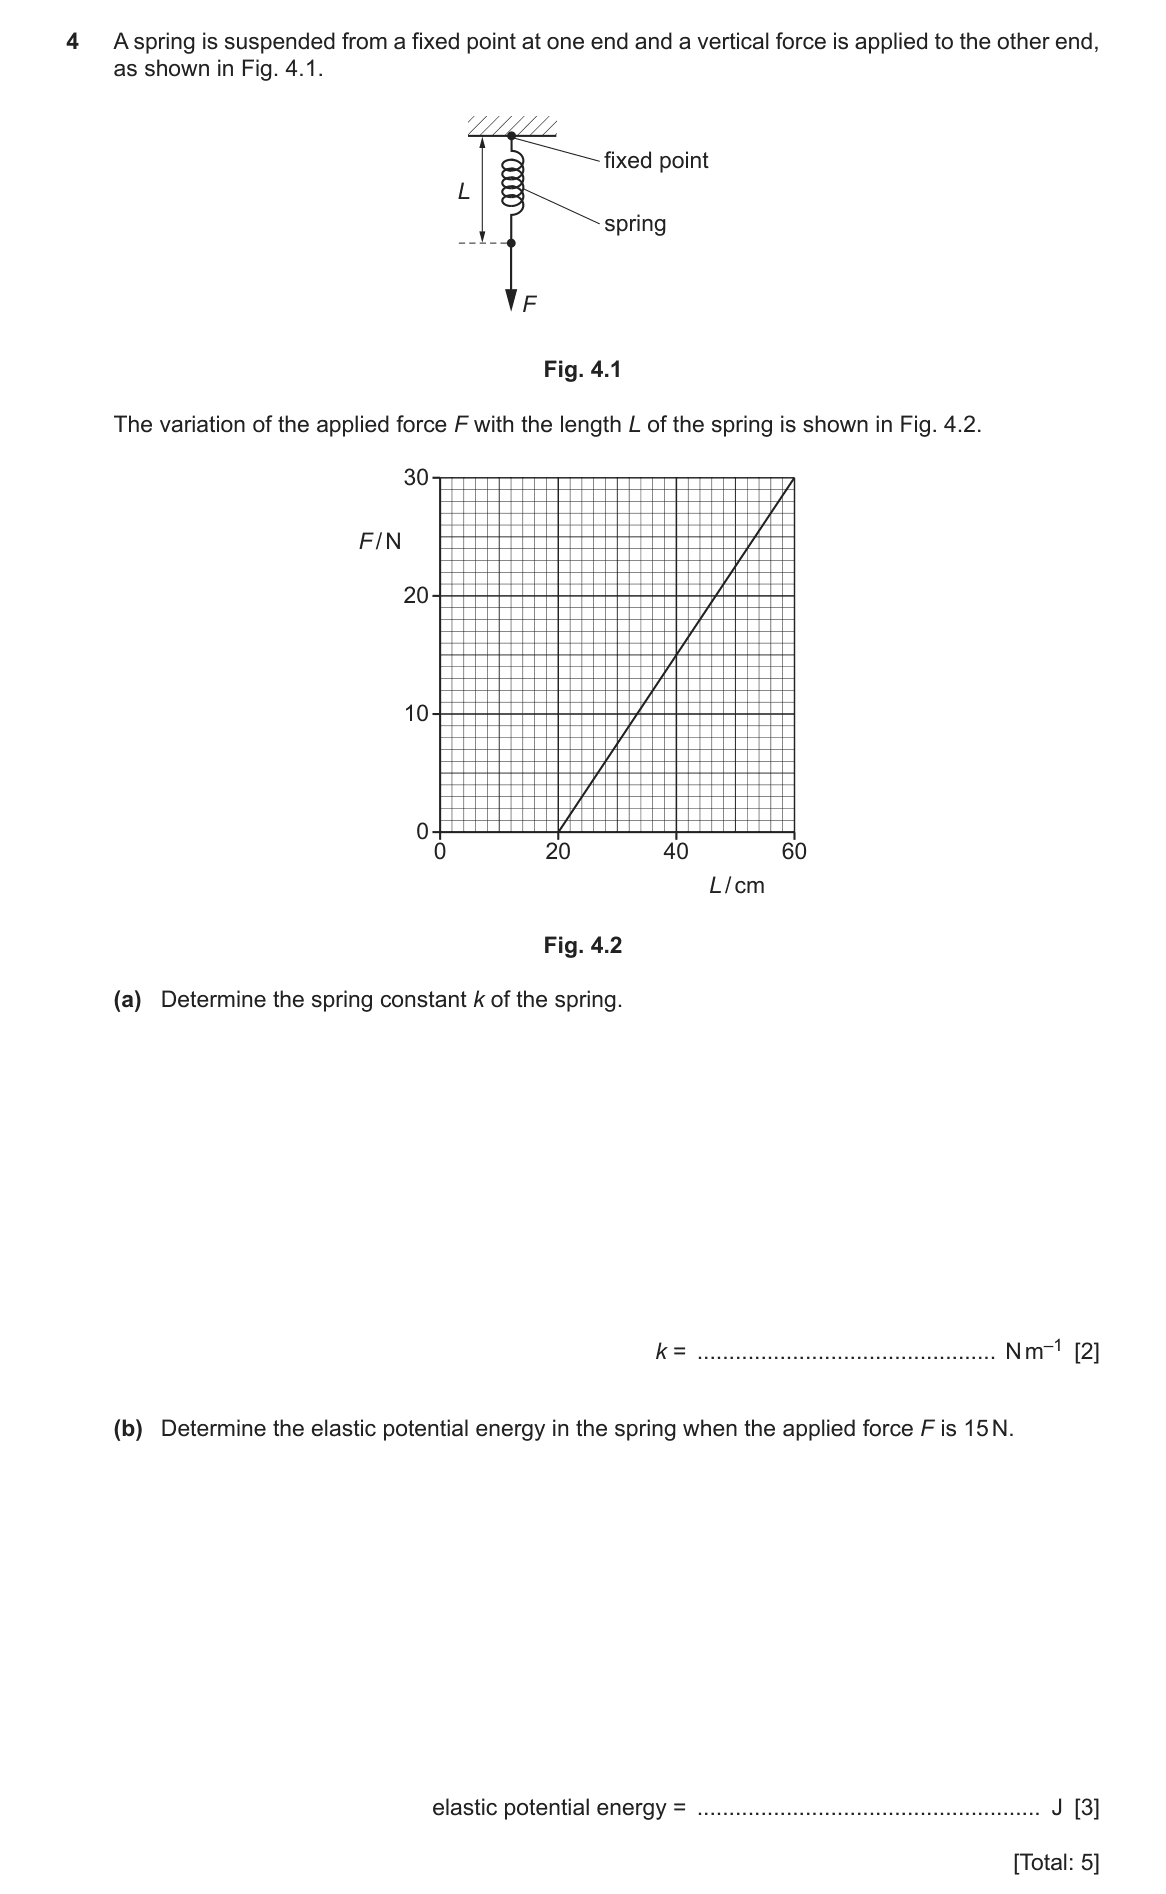 4 A spring is suspended from a fixed point at one end and a vertical force is applied to the other end,
as shown in Fig. 4.1.
fixed point
L
spring
F
Fig. 4.1
The variation of the applied force F with the length L of the spring is shown in Fig. 4.2.
30
F/N
20
10
0
0 20 40 60
L/cm
Fig. 4.2
(a) Determine the spring constant k of the spring.
k = ............................................... N m⁻¹ [2]
(b) Determine the elastic potential energy in the spring when the applied force F is 15 N.
elastic potential energy = ...................................................... J [3]
[Total: 5]